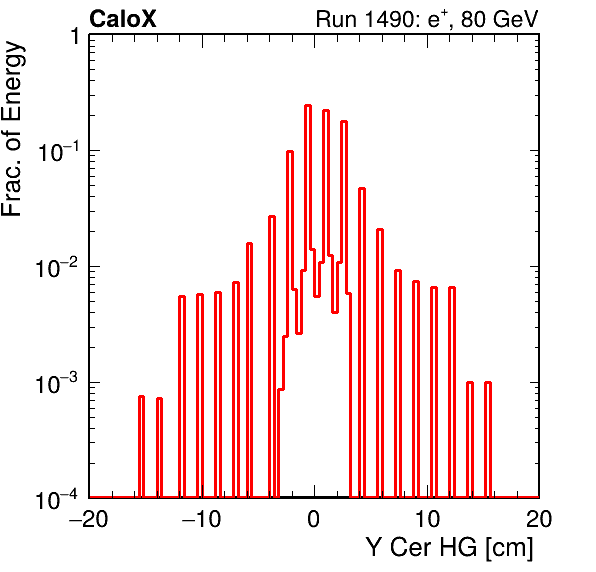 CaloX Run 1490: e⁺, 80 GeV
Frac. of Energy
1
10⁻¹
10⁻²
10⁻³
10⁻⁴
−20 −10 0 10 20
Y Cer HG [cm]